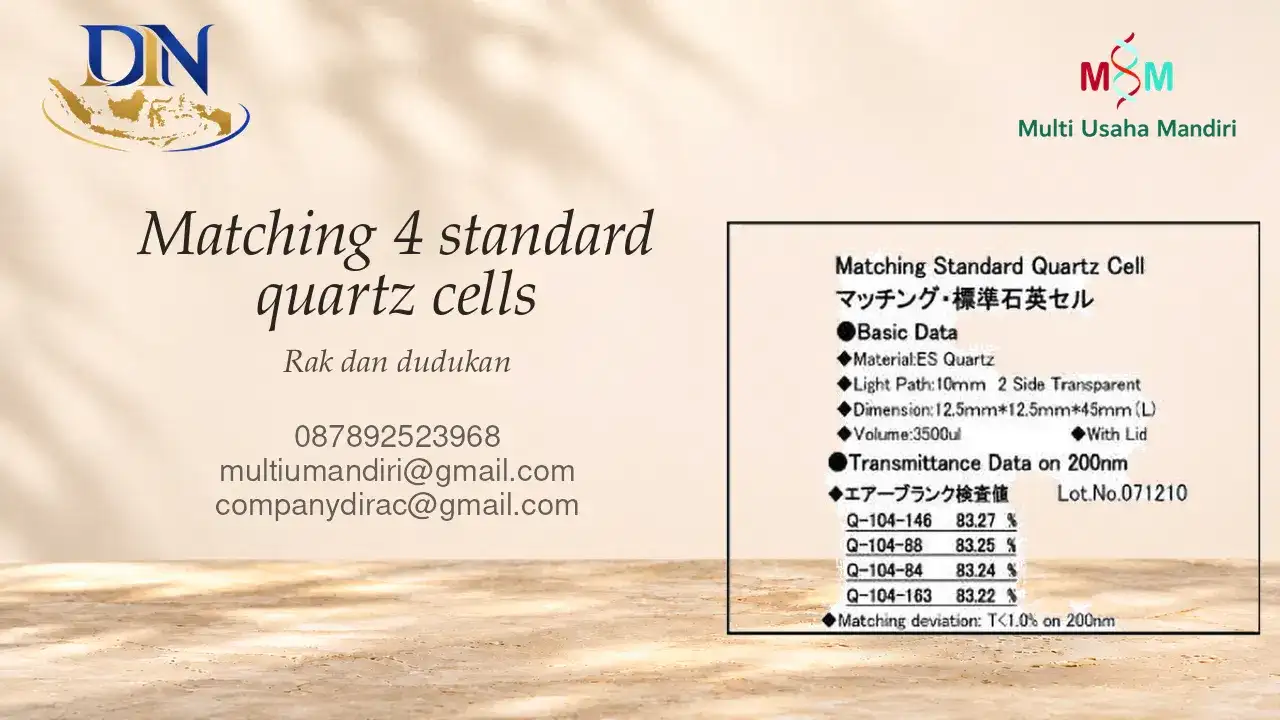 DIN
MSM
Multi Usaha Mandiri
Matching 4 standard
quartz cells
Rak dan dudukan
087892523968
multiumandiri@gmail.com
companydirac@gmail.com
Matching Standard Quartz Cell
マッチング・標準石英セル
●Basic Data
◆Material:ES Quartz
◆Light Path:10mm 2 Side Transparent
◆Dimension:12.5mm*12.5mm*45mm(L)
◆Volume:3500ul ◆With Lid
●Transmittance Data on 200nm
◆エアーブランク検査値 Lot.No.071210
Q-104-146 83.27 %
Q-104-88 83.25 %
Q-104-84 83.24 %
Q-104-163 83.22 %
◆Matching deviation: T<1.0% on 200nm